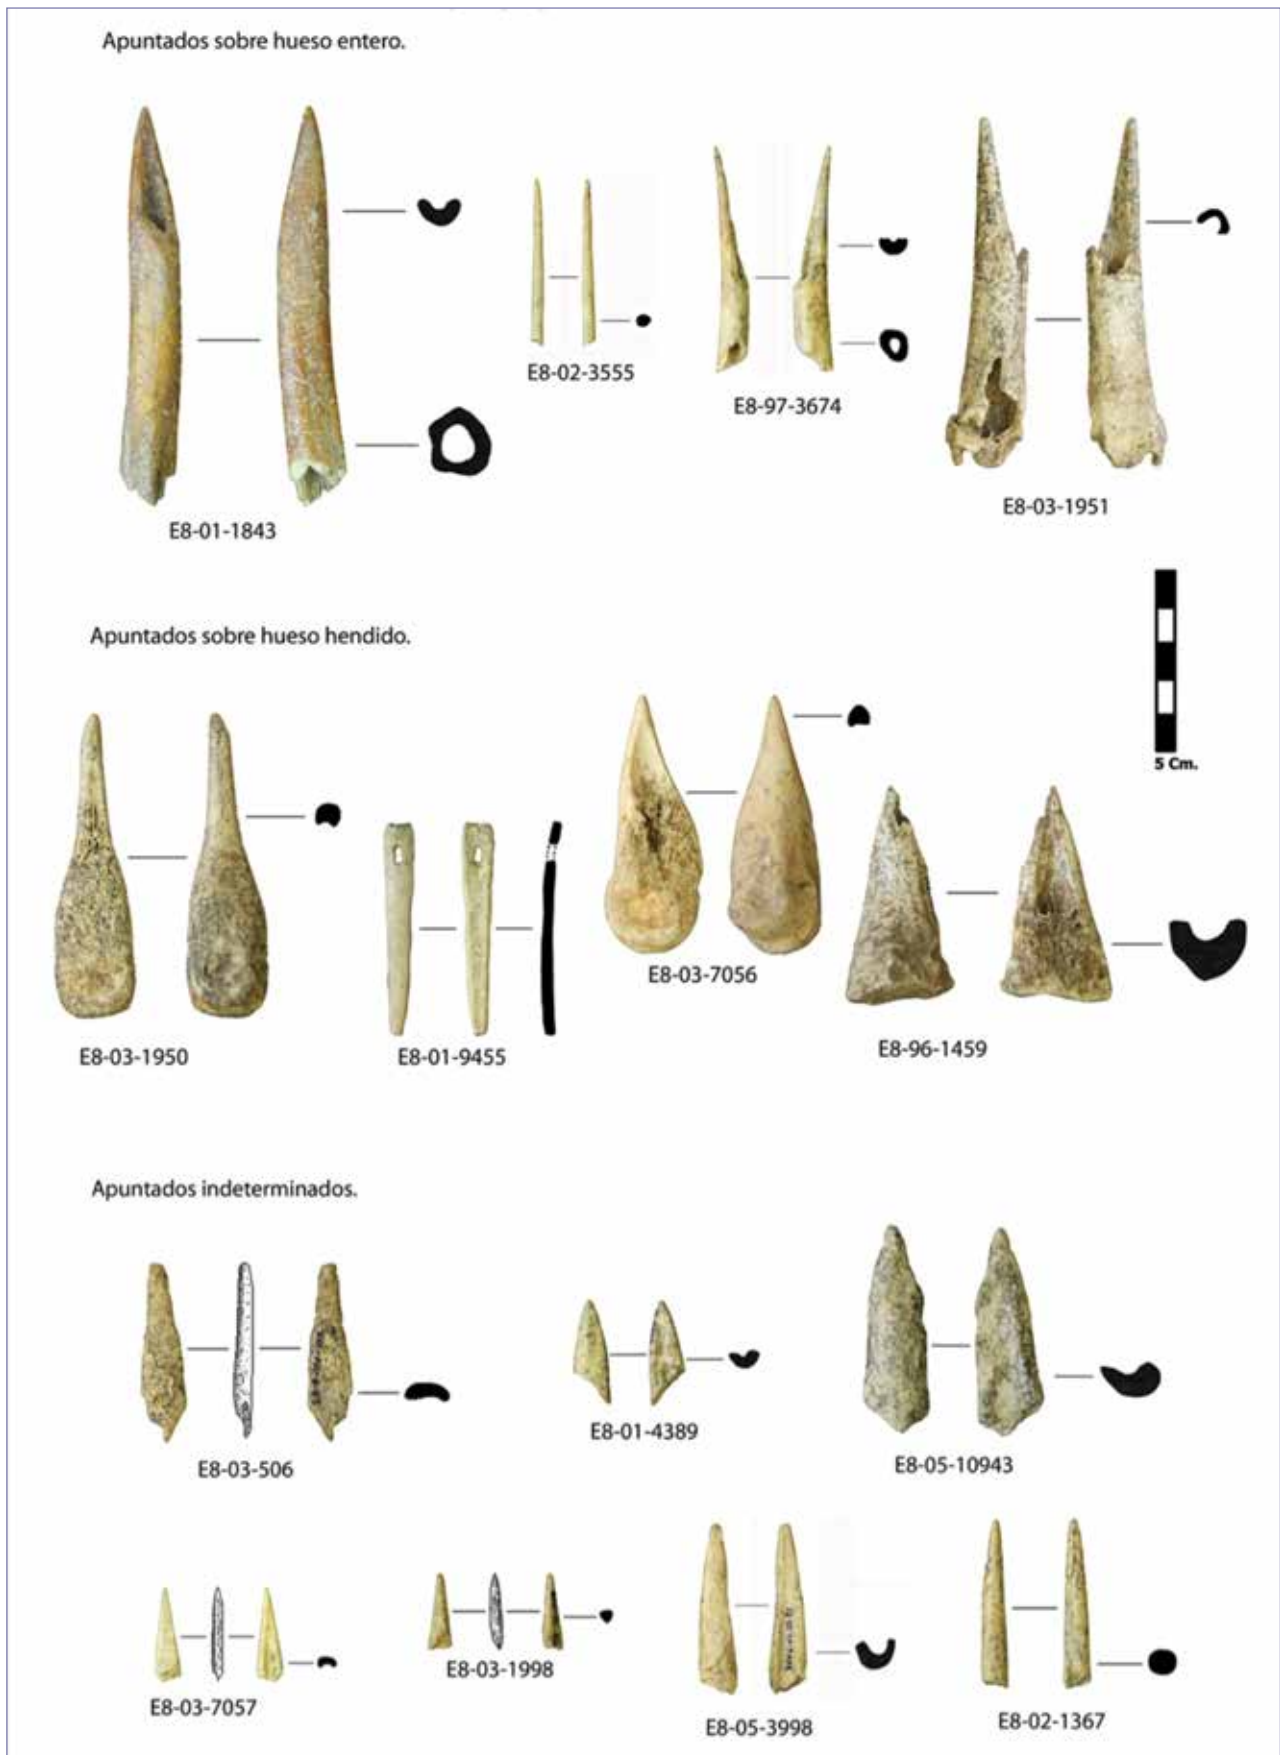 Apuntados sobre hueso entero.
E8-02-3555
E8-97-3674
E8-03-1951
E8-01-1843
Apuntados sobre hueso hendido.
5 Cm.
E8-03-7056
E8-03-1950
E8-01-9455
E8-96-1459
Apuntados indeterminados.
E8-03-506
E8-01-4389
E8-05-10943
E8-03-7057
E8-03-1998
E8-05-3998
E8-02-1367